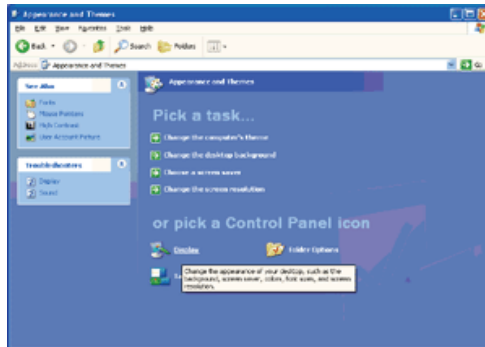 Appearance and Themes
File Edit View Favorites Tools Help
Back Search Folders
Address Appearance and Themes Go
See Also
Fonts
Mouse Pointers
High Contrast
User Account Picture
Troubleshooters
Display
Sound
Appearance and Themes
Pick a task...
Change the computer's theme
Change the desktop background
Choose a screen saver
Change the screen resolution
or pick a Control Panel icon
Display Folder Options
Change the appearance of your desktop, such as the
background, screen saver, colors, font sizes, and screen
resolution.